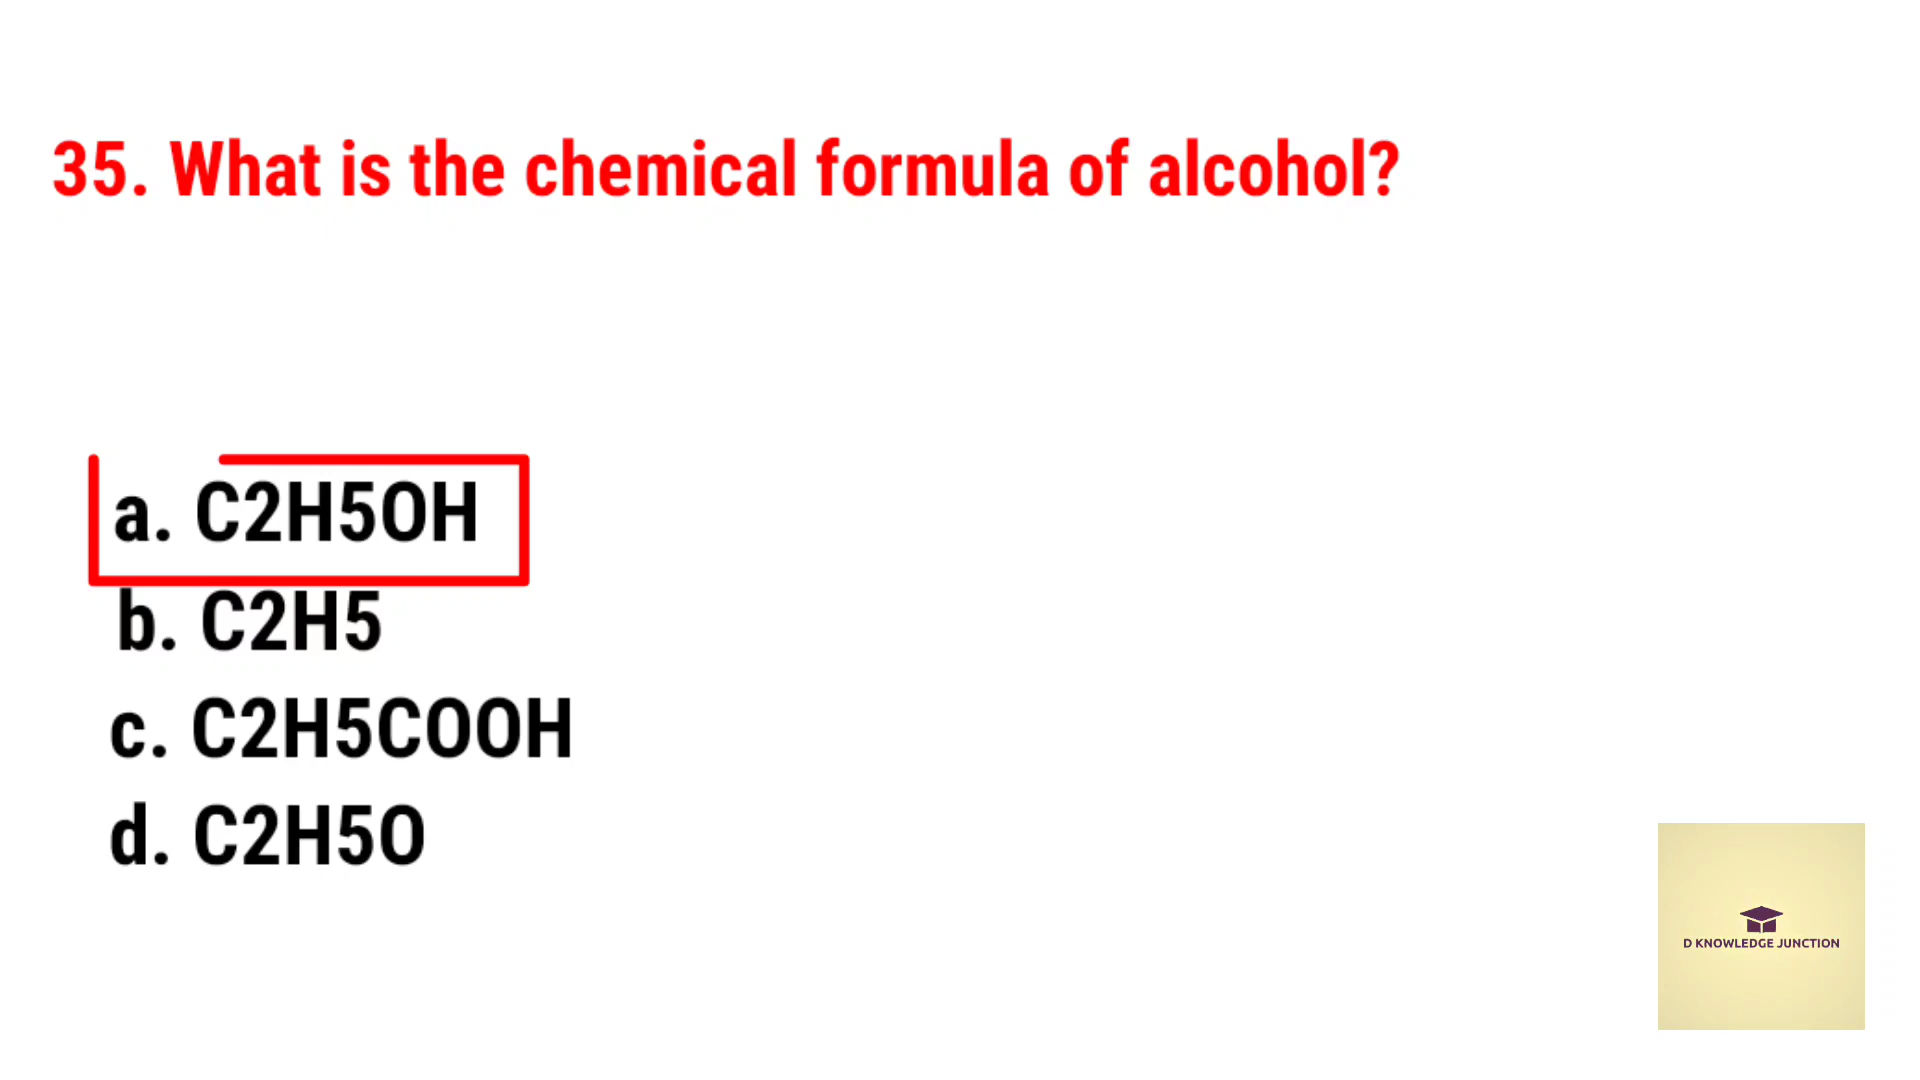 35. What is the chemical formula of alcohol?
a. C2H5OH
b. C2H5
c. C2H5COOH
d. C2H5O
D KNOWLEDGE JUNCTION